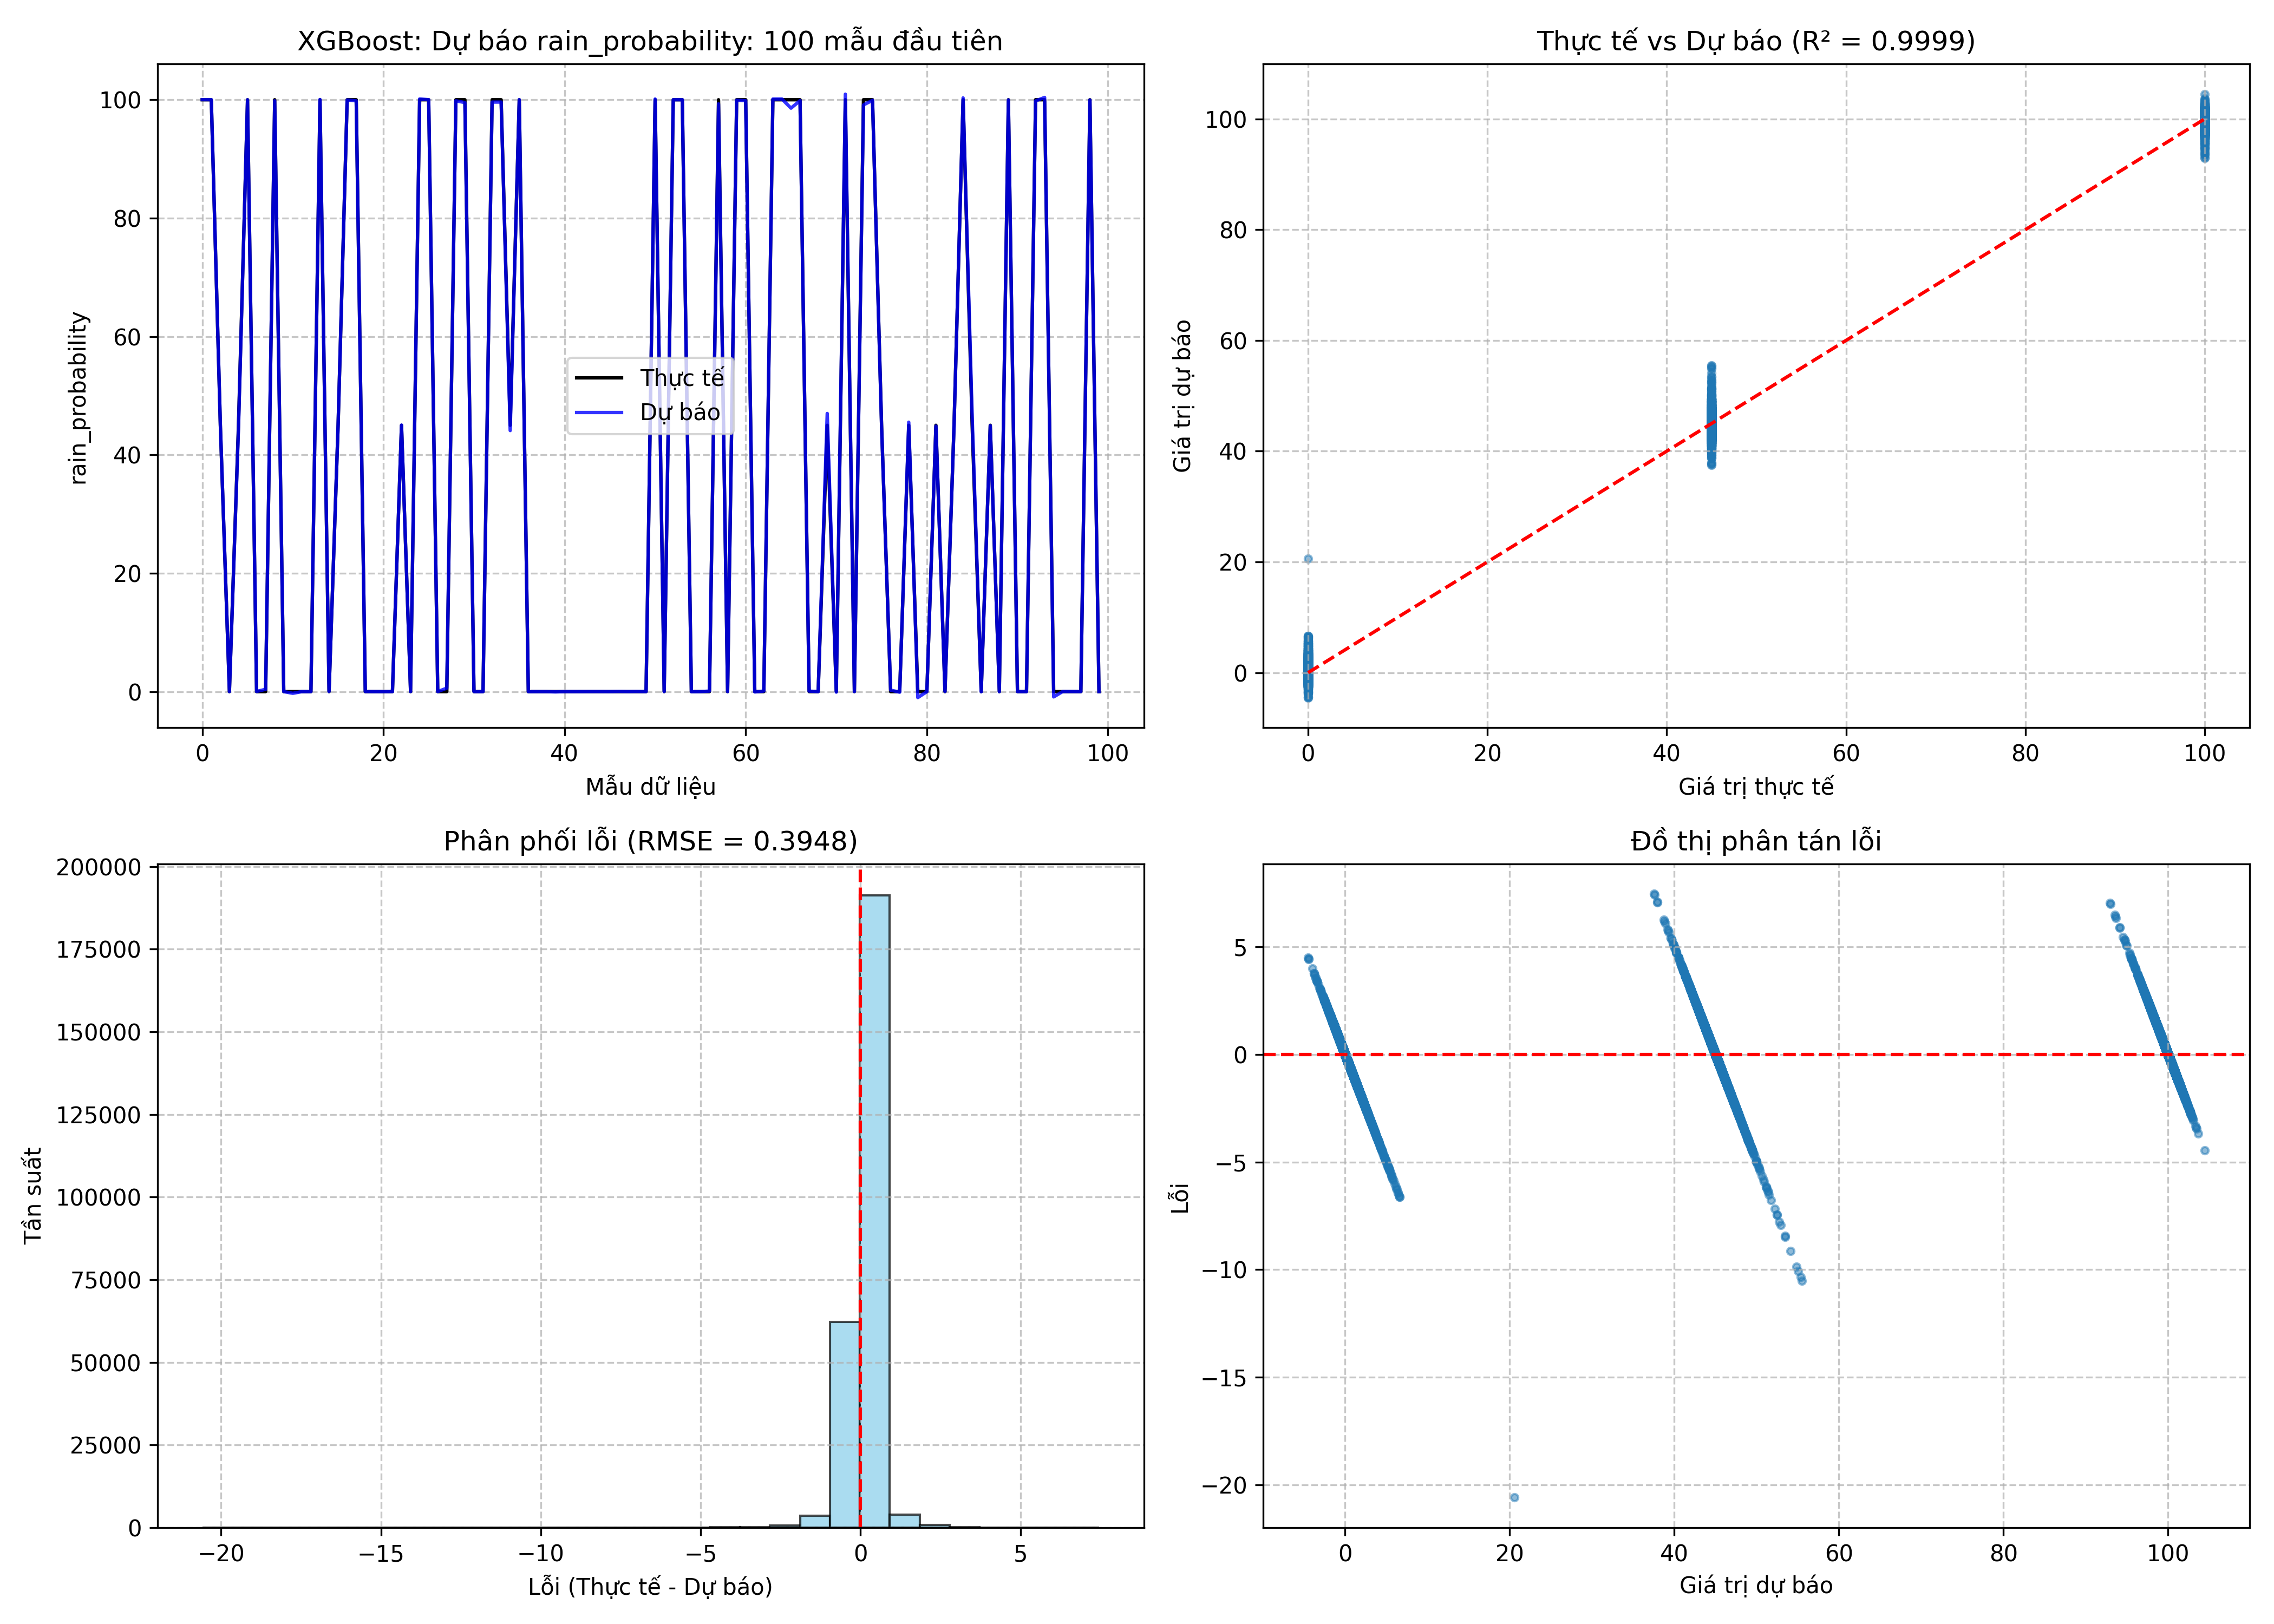 XGBoost: Dự báo rain_probability: 100 mẫu đầu tiên
100
80
60
40
20
0
rain_probability
Thực tế
Dự báo
0 20 40 60 80 100
Mẫu dữ liệu
Thực tế vs Dự báo (R² = 0.9999)
100
80
60
40
20
0
Giá trị dự báo
0 20 40 60 80 100
Giá trị thực tế
Phân phối lỗi (RMSE = 0.3948)
200000
175000
150000
125000
100000
75000
50000
25000
0
Tần suất
−20 −15 −10 −5 0 5
Lỗi (Thực tế - Dự báo)
Đồ thị phân tán lỗi
5
0
−5
−10
−15
−20
Lỗi
0 20 40 60 80 100
Giá trị dự báo